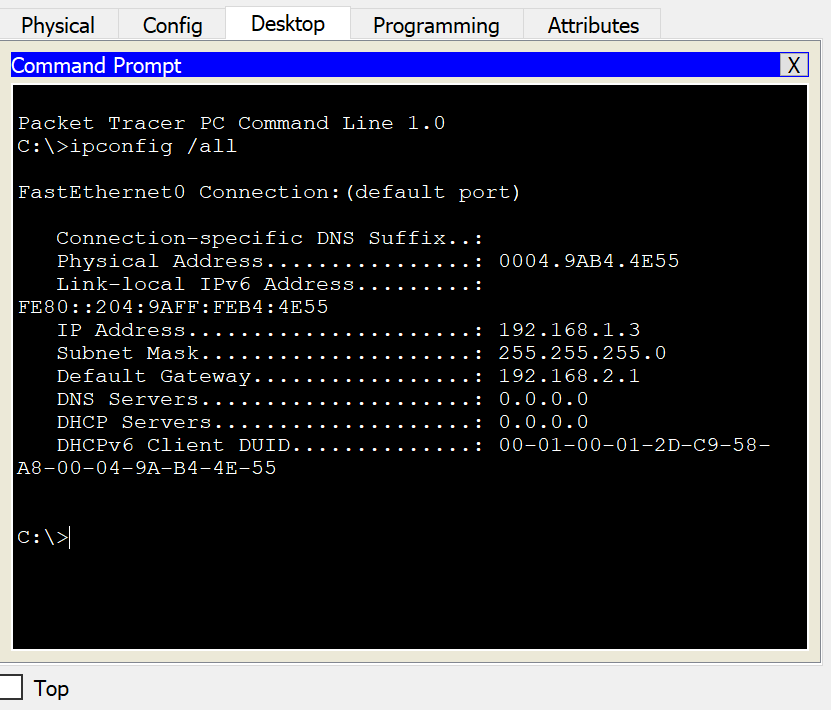 Physical Config Desktop Programming Attributes
Command Prompt X
Packet Tracer PC Command Line 1.0
C:\>ipconfig /all
FastEthernet0 Connection:(default port)
Connection-specific DNS Suffix..:
Physical Address................: 0004.9AB4.4E55
Link-local IPv6 Address.........:
FE80::204:9AFF:FEB4:4E55
IP Address......................: 192.168.1.3
Subnet Mask.....................: 255.255.255.0
Default Gateway.................: 192.168.2.1
DNS Servers.....................: 0.0.0.0
DHCP Servers....................: 0.0.0.0
DHCPv6 Client DUID..............: 00-01-00-01-2D-C9-58-
A8-00-04-9A-B4-4E-55
C:\>
Top